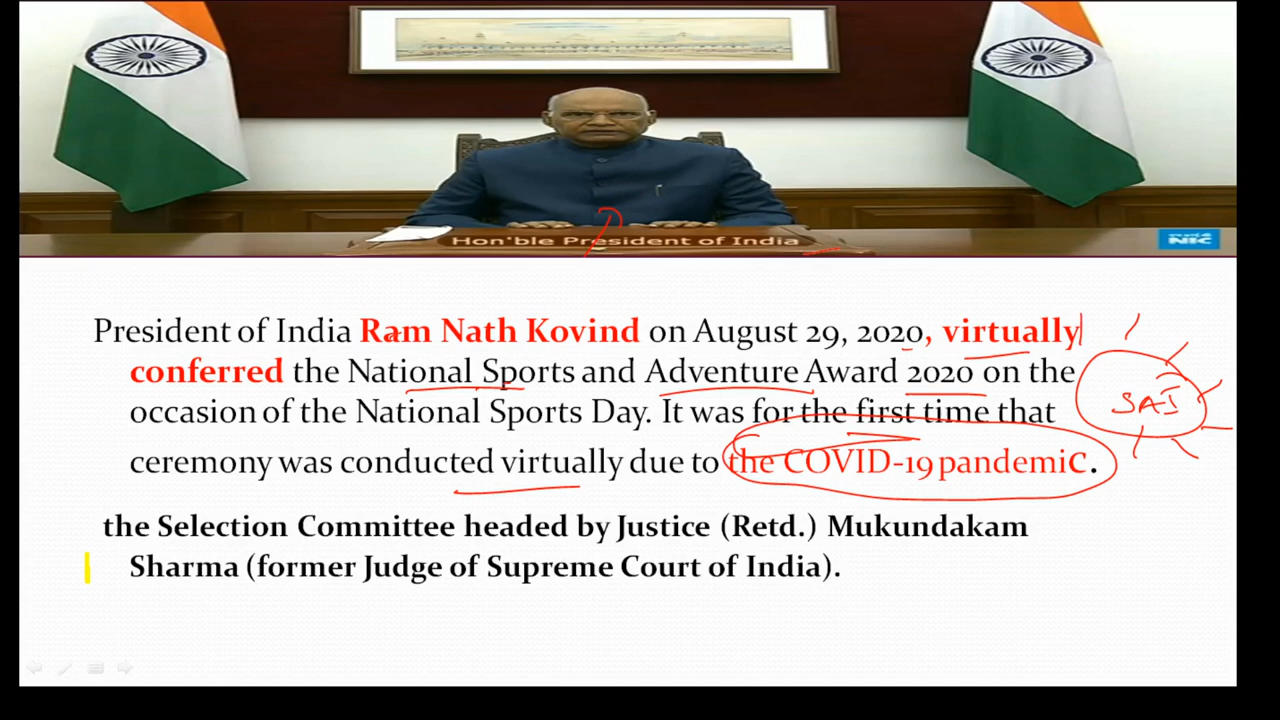 Hon'ble President of India
NIC
President of India Ram Nath Kovind on August 29, 2020, virtually
conferred the National Sports and Adventure Award 2020 on the
occasion of the National Sports Day. It was for the first time that
SAI
ceremony was conducted virtually due to the COVID-19 pandemic.
the Selection Committee headed by Justice (Retd.) Mukundakam
Sharma (former Judge of Supreme Court of India).